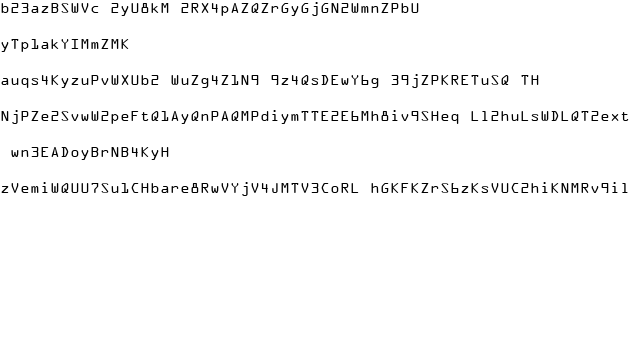 b23azBSWVc 2yU8kM 2RX4pAZQZrGyGjGN2WmnZPbU
yTp1akYIMmZMK
auqs4KyzuPvWXUb2 WuZg4Z1N9 9z4QsDEwY6g 39jZPKRETuSQ TH
NjPZe2SvwW2peFtQ1AyQnPAQMPdiymTTE2E6Mh8iv9SHeq L12huLsWDLQT2ext
wn3EADoyBrNB4KyH
zVemiWQUU7Su1CHbare8RwVYjV4JMTV3CoRL hGKFKZrS6zKsVUC2hiKNMRv9il